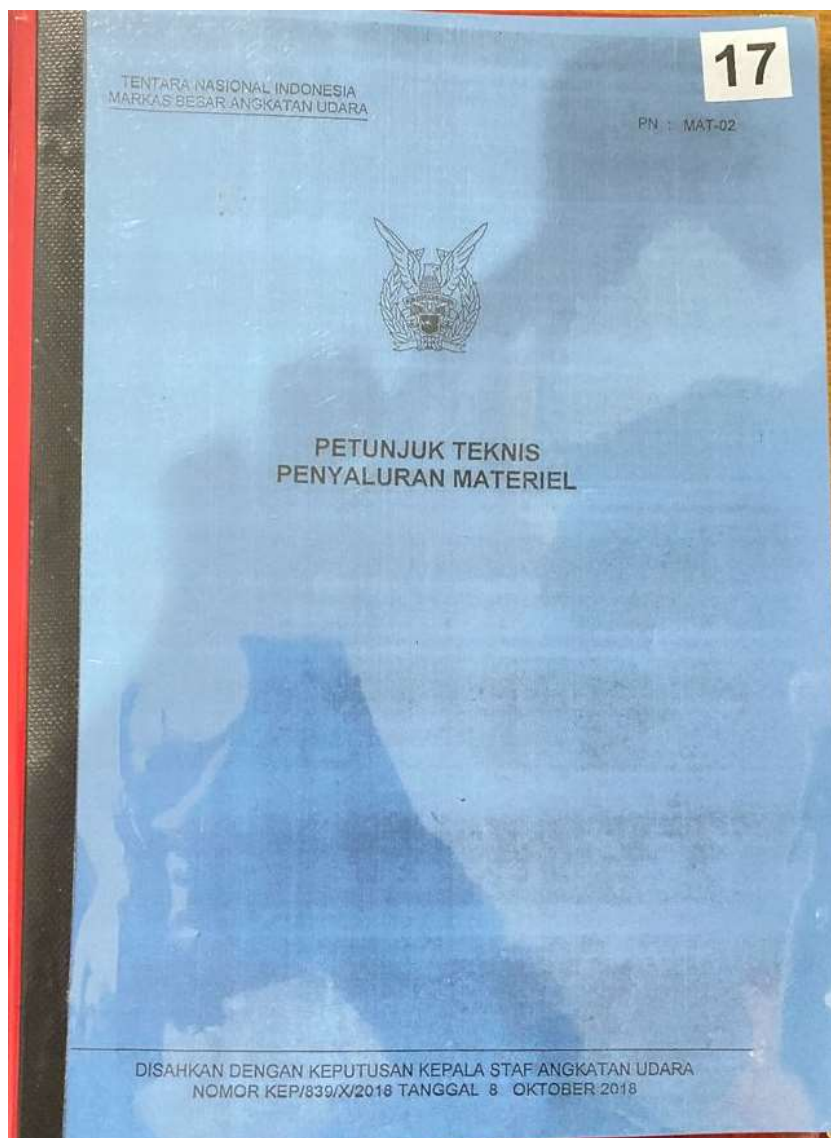 17
TENTARA NASIONAL INDONESIA
MARKAS BESAR ANGKATAN UDARA
PN : MAT-02
PETUNJUK TEKNIS
PENYALURAN MATERIEL
DISAHKAN DENGAN KEPUTUSAN KEPALA STAF ANGKATAN UDARA
NOMOR KEP/839/X/2018 TANGGAL 8 OKTOBER 2018